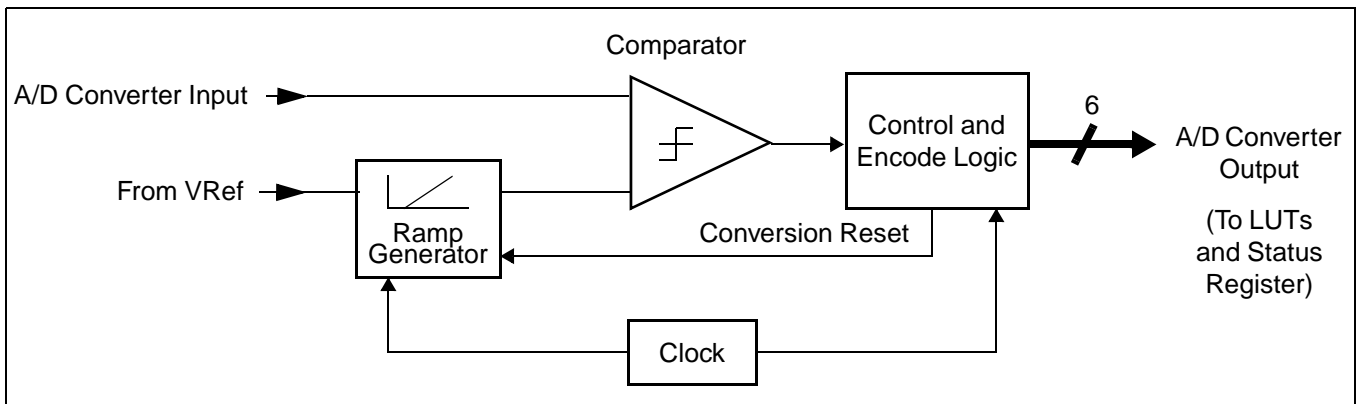 Comparator
A/D Converter Input
From VRef
Ramp
Generator
Control and
Encode Logic
6
A/D Converter
Output
(To LUTs
and Status
Register)
Conversion Reset
Clock